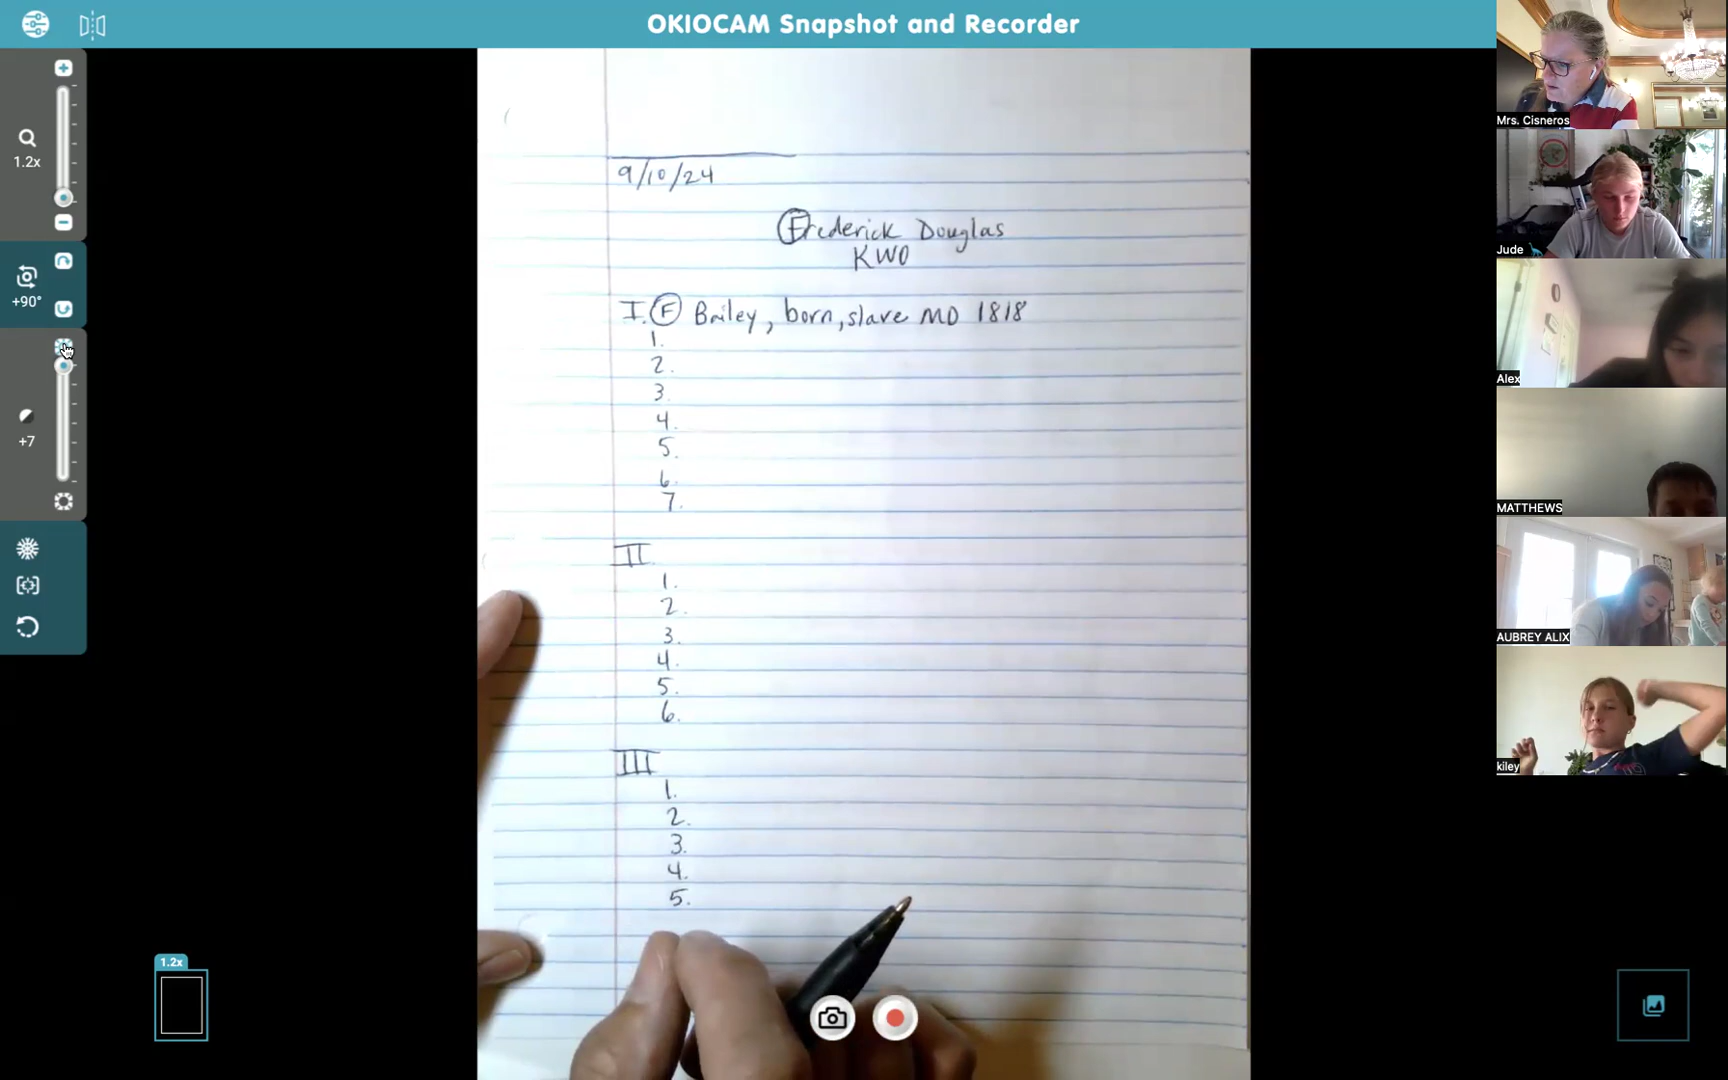 OKIOCAM Snapshot and Recorder
1.2x
+90°
+7
1.2x
9/10/24
Frederick Douglas
KWO
I. F Bailey, born, slave MD 1818
1.
2.
3.
4.
5.
6.
7.
II.
1.
2.
3.
4.
5.
6.
III
1.
2.
3.
4.
5.
Mrs. Cisneros
Jude 🦕
Alex
MATTHEWS
AUBREY ALIX
kiley